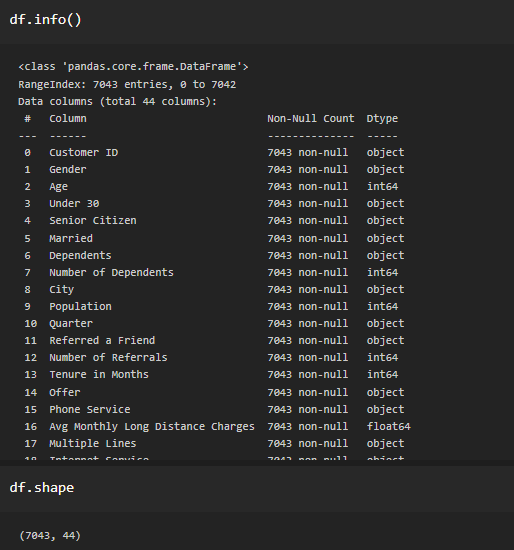 df.info()
<class 'pandas.core.frame.DataFrame'>
RangeIndex: 7043 entries, 0 to 7042
Data columns (total 44 columns):
 #   Column                             Non-Null Count  Dtype
---  ------                             --------------  -----
 0   Customer ID                        7043 non-null   object
 1   Gender                             7043 non-null   object
 2   Age                                7043 non-null   int64
 3   Under 30                           7043 non-null   object
 4   Senior Citizen                     7043 non-null   object
 5   Married                            7043 non-null   object
 6   Dependents                         7043 non-null   object
 7   Number of Dependents               7043 non-null   int64
 8   City                               7043 non-null   object
 9   Population                         7043 non-null   int64
 10  Quarter                            7043 non-null   object
 11  Referred a Friend                  7043 non-null   object
 12  Number of Referrals                7043 non-null   int64
 13  Tenure in Months                   7043 non-null   int64
 14  Offer                              7043 non-null   object
 15  Phone Service                      7043 non-null   object
 16  Avg Monthly Long Distance Charges  7043 non-null   float64
 17  Multiple Lines                     7043 non-null   object
 18  Internet Service                   7043 non-null   object
df.shape
(7043, 44)